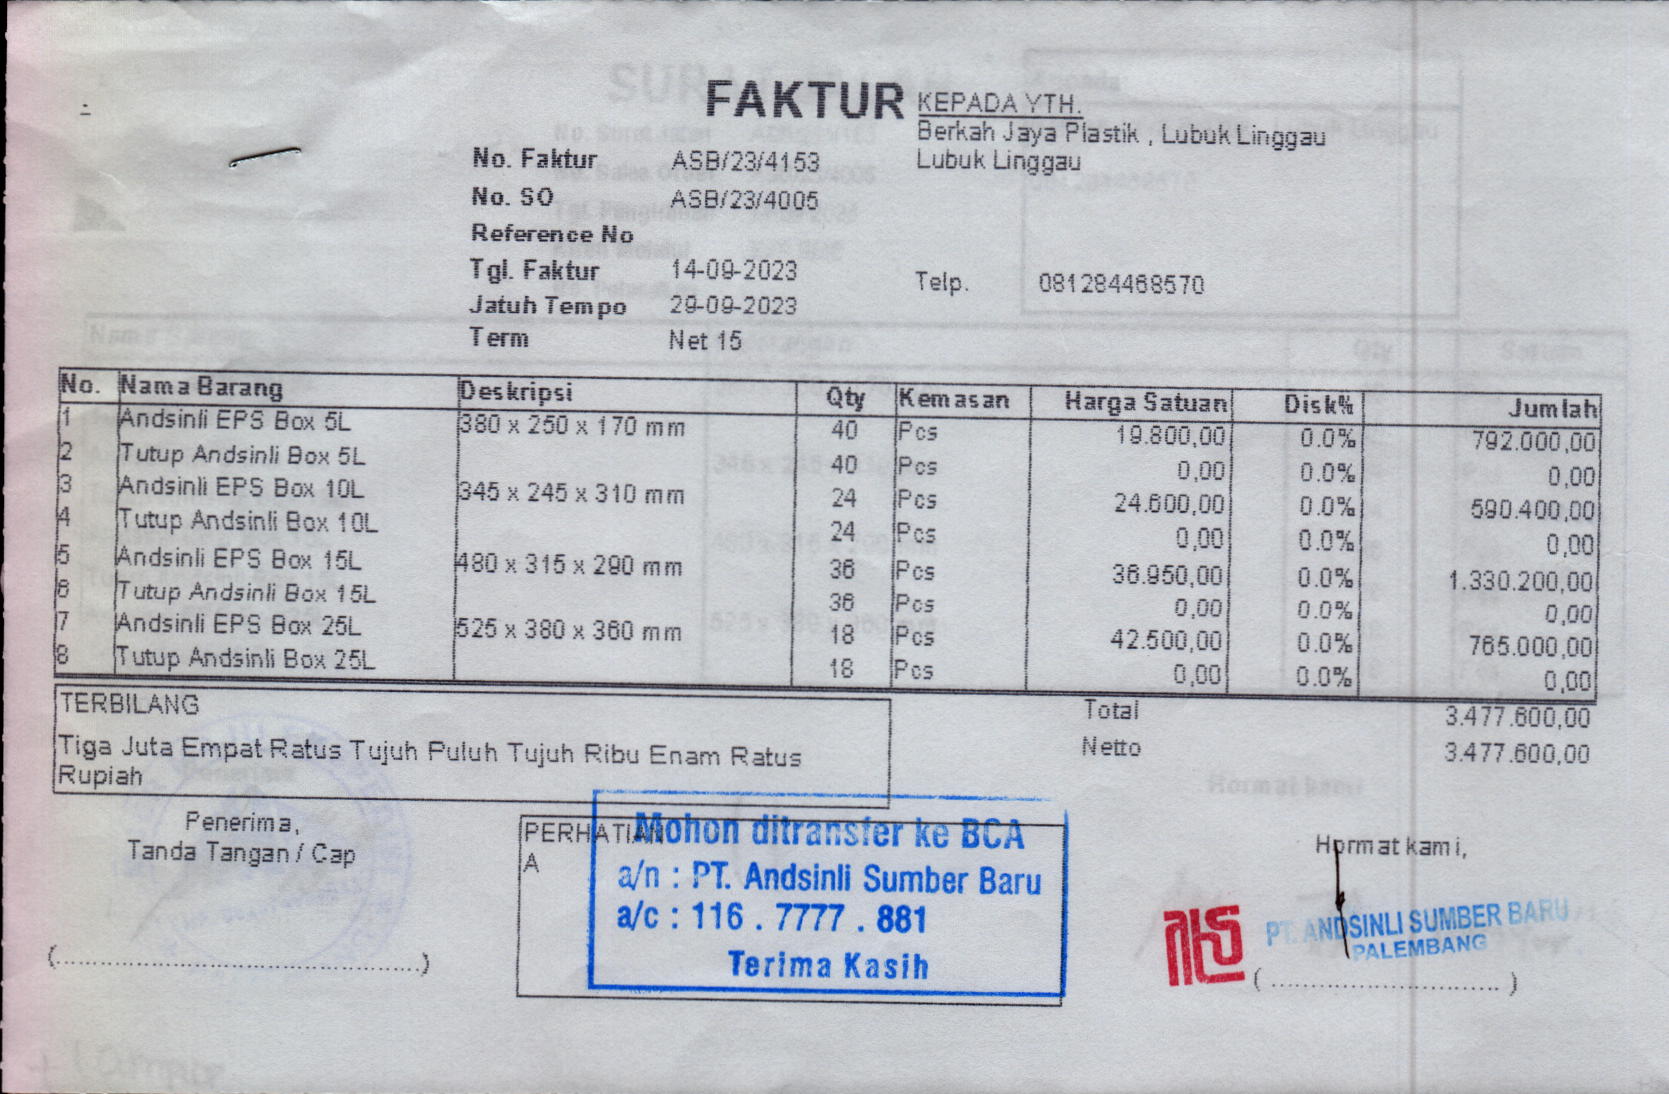 FAKTUR
KEPADA YTH.
Berkah Jaya Plastik , Lubuk Linggau
Lubuk Linggau
No. Faktur ASB/23/4153
No. SO ASB/23/4005
Reference No
Tgl. Faktur 14-09-2023
Telp. 081284468570
Jatuh Tempo 29-09-2023
Term Net 15
No. Nama Barang Deskripsi Qty Kemasan Harga Satuan Disk% Jumlah
1 Andsinli EPS Box 5L 380 x 250 x 170 mm 40 Pcs 19.800,00 0.0% 792.000,00
2 Tutup Andsinli Box 5L 40 Pcs 0,00 0.0% 0,00
3 Andsinli EPS Box 10L 345 x 245 x 310 mm 24 Pcs 24.600,00 0.0% 590.400,00
4 Tutup Andsinli Box 10L 24 Pcs 0,00 0.0% 0,00
5 Andsinli EPS Box 15L 480 x 315 x 290 mm 36 Pcs 36.950,00 0.0% 1.330.200,00
6 Tutup Andsinli Box 15L 36 Pcs 0,00 0.0% 0,00
7 Andsinli EPS Box 25L 525 x 380 x 360 mm 18 Pcs 42.500,00 0.0% 765.000,00
8 Tutup Andsinli Box 25L 18 Pcs 0,00 0.0% 0,00
TERBILANG
Tiga Juta Empat Ratus Tujuh Puluh Tujuh Ribu Enam Ratus
Rupiah
Total 3.477.600,00
Netto 3.477.600,00
Penerima,
Tanda Tangan / Cap
(..........................................)
PERHATIAN
A
Mohon ditransfer ke BCA
a/n : PT. Andsinli Sumber Baru
a/c : 116 . 7777 . 881
Terima Kasih
Hormat kami,
PT. ANDSINLI SUMBER BARU
PALEMBANG
( ............................ )